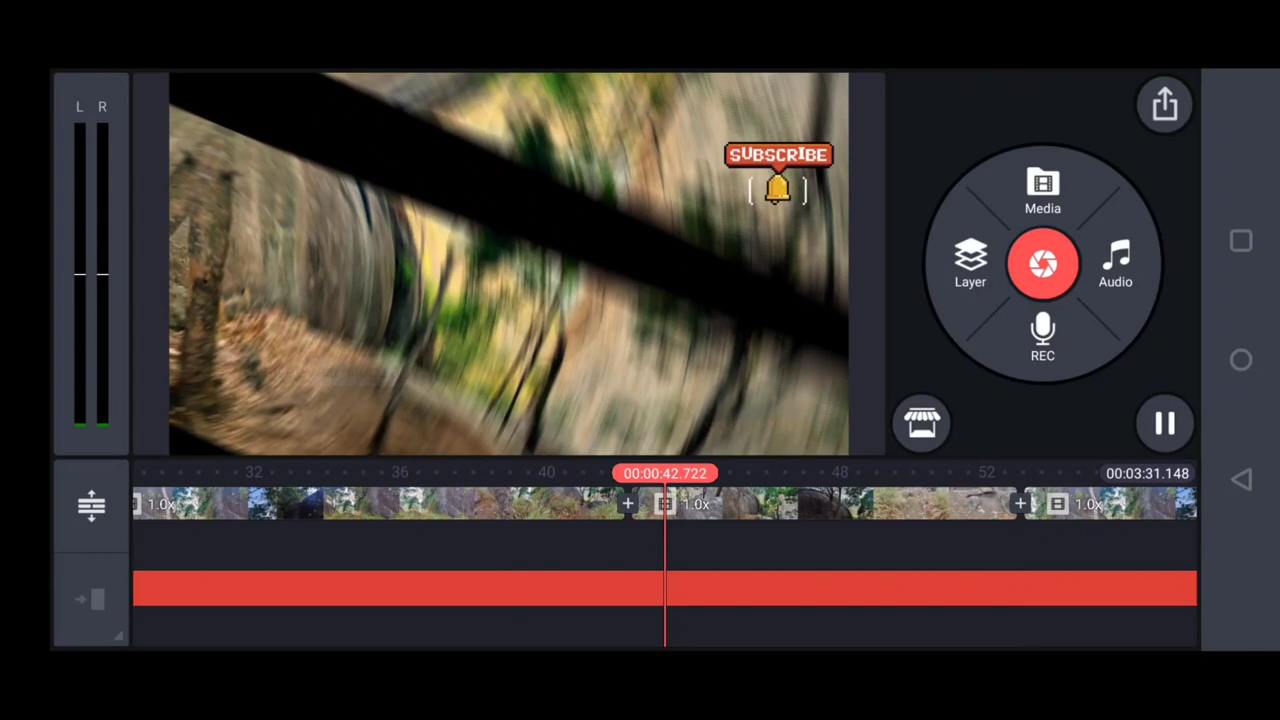 L R
SUBSCRIBE
Media
Layer
Audio
REC
32 36 40 00:00:42.722 48 52 00:03:31.148
1.0x 1.0x 1.0x